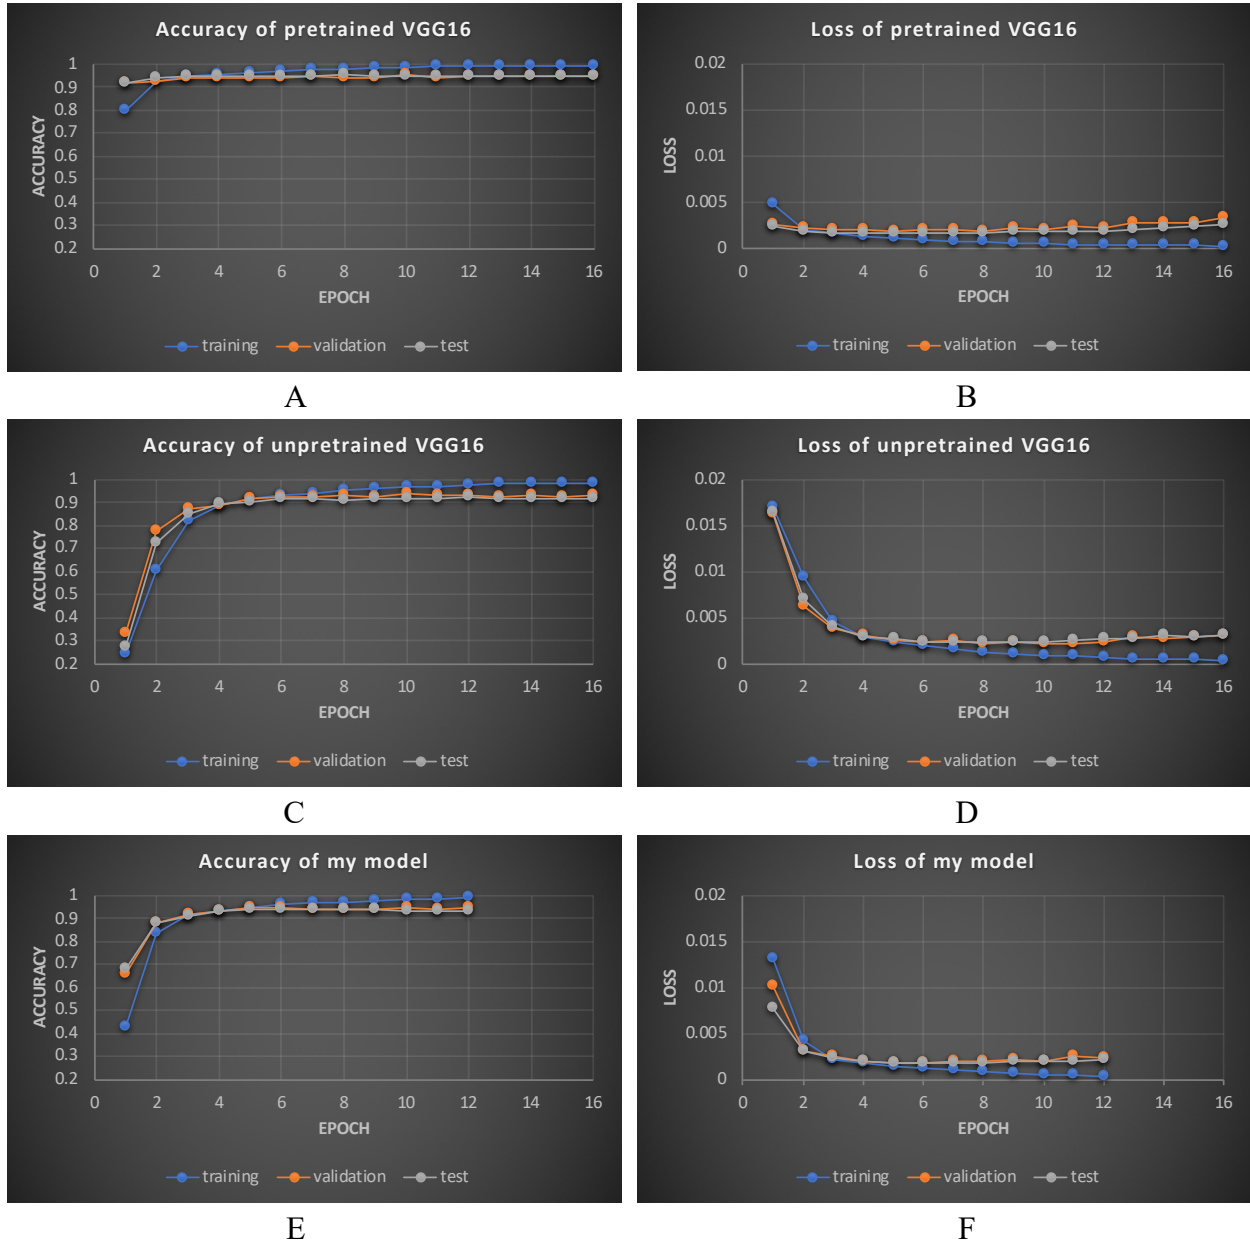 Accuracy of pretrained VGG16
1
0.9
0.8
0.7
0.6
0.5
0.4
0.3
0.2
ACCURACY
0 2 4 6 8 10 12 14 16
EPOCH
training validation test
A
Loss of pretrained VGG16
0.02
0.015
0.01
0.005
0
LOSS
0 2 4 6 8 10 12 14 16
EPOCH
training validation test
B
Accuracy of unpretrained VGG16
1
0.9
0.8
0.7
0.6
0.5
0.4
0.3
0.2
ACCURACY
0 2 4 6 8 10 12 14 16
EPOCH
training validation test
C
Loss of unpretrained VGG16
0.02
0.015
0.01
0.005
0
LOSS
0 2 4 6 8 10 12 14 16
EPOCH
training validation test
D
Accuracy of my model
1
0.9
0.8
0.7
0.6
0.5
0.4
0.3
0.2
ACCURACY
0 2 4 6 8 10 12 14 16
EPOCH
training validation test
E
Loss of my model
0.02
0.015
0.01
0.005
0
LOSS
0 2 4 6 8 10 12 14 16
EPOCH
training validation test
F